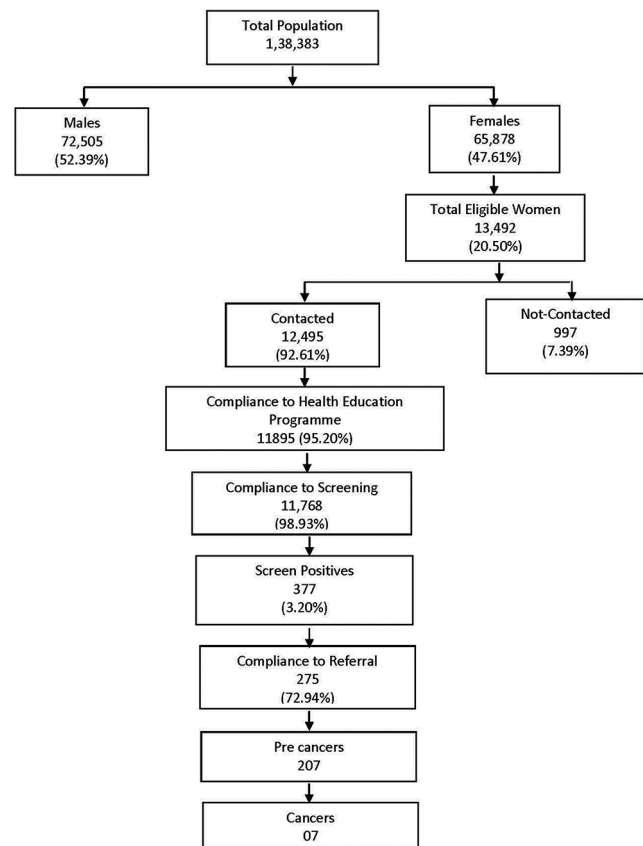 Total Population
1,38,383
Males
72,505
(52.39%)
Females
65,878
(47.61%)
Total Eligible Women
13,492
(20.50%)
Contacted
12,495
(92.61%)
Not-Contacted
997
(7.39%)
Compliance to Health Education
Programme
11895 (95.20%)
Compliance to Screening
11,768
(98.93%)
Screen Positives
377
(3.20%)
Compliance to Referral
275
(72.94%)
Pre cancers
207
Cancers
07